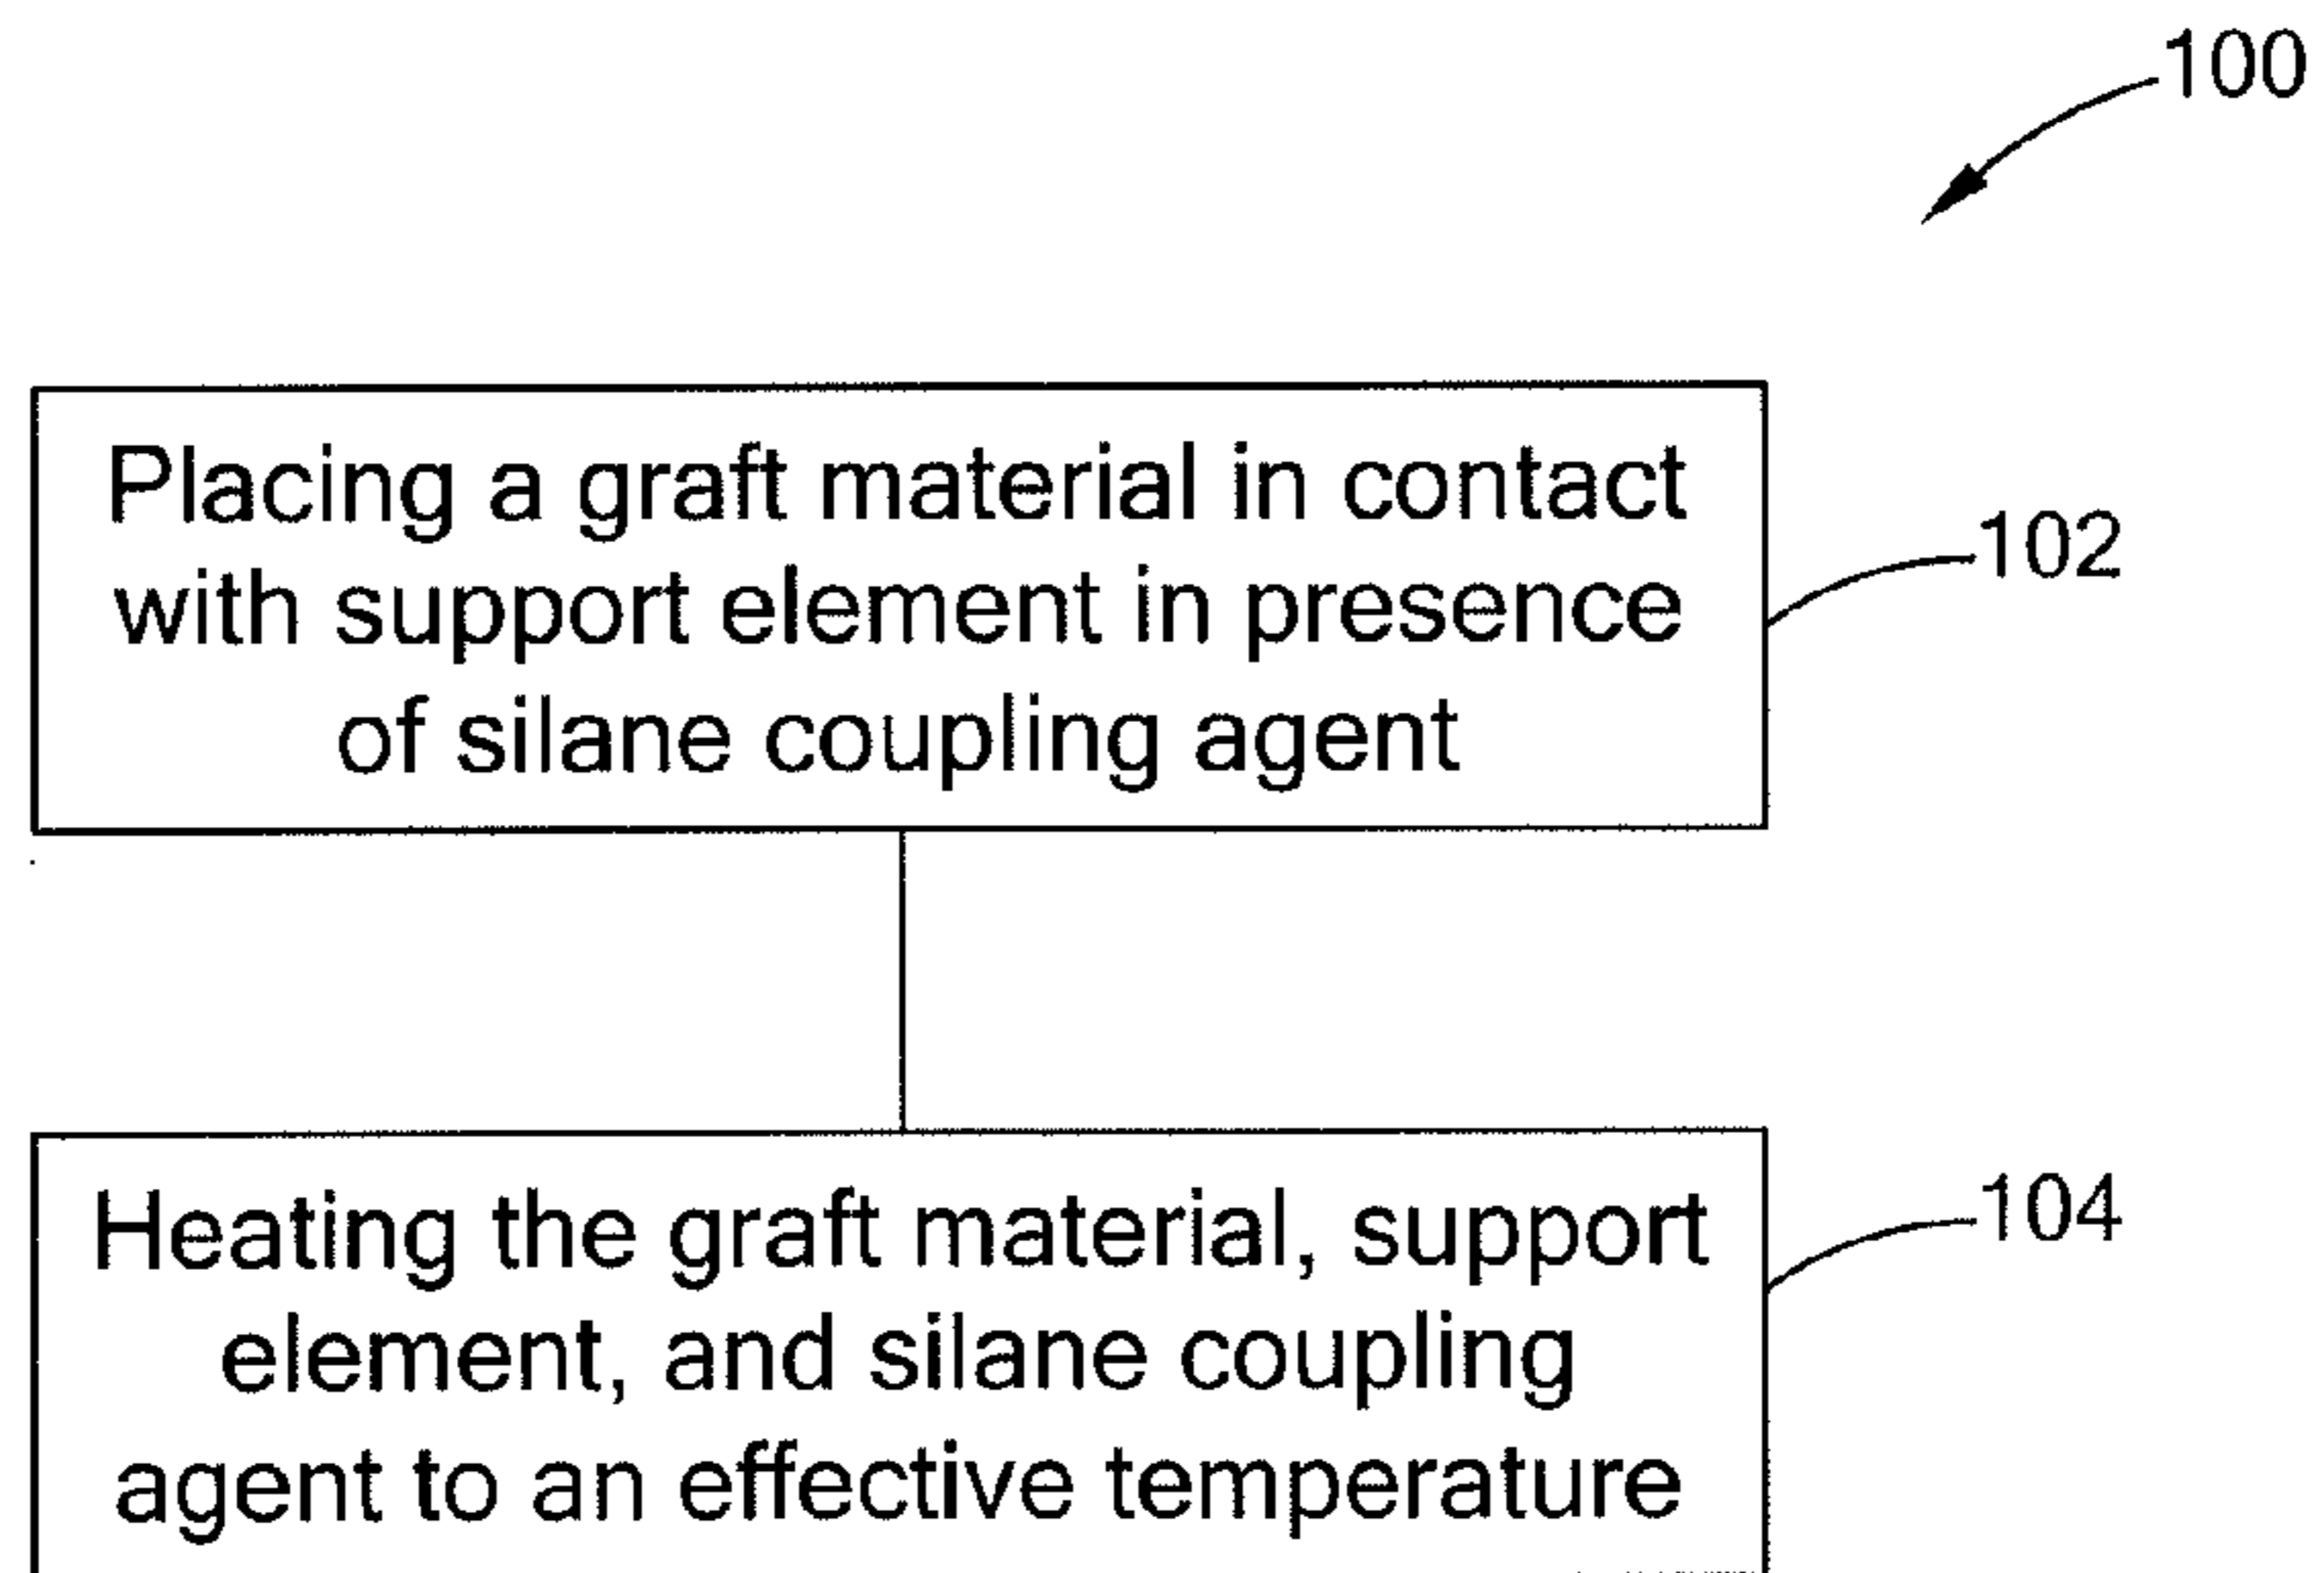 100
Placing a graft material in contact
with support element in presence
of silane coupling agent
102
Heating the graft material, support
element, and silane coupling
agent to an effective temperature
104